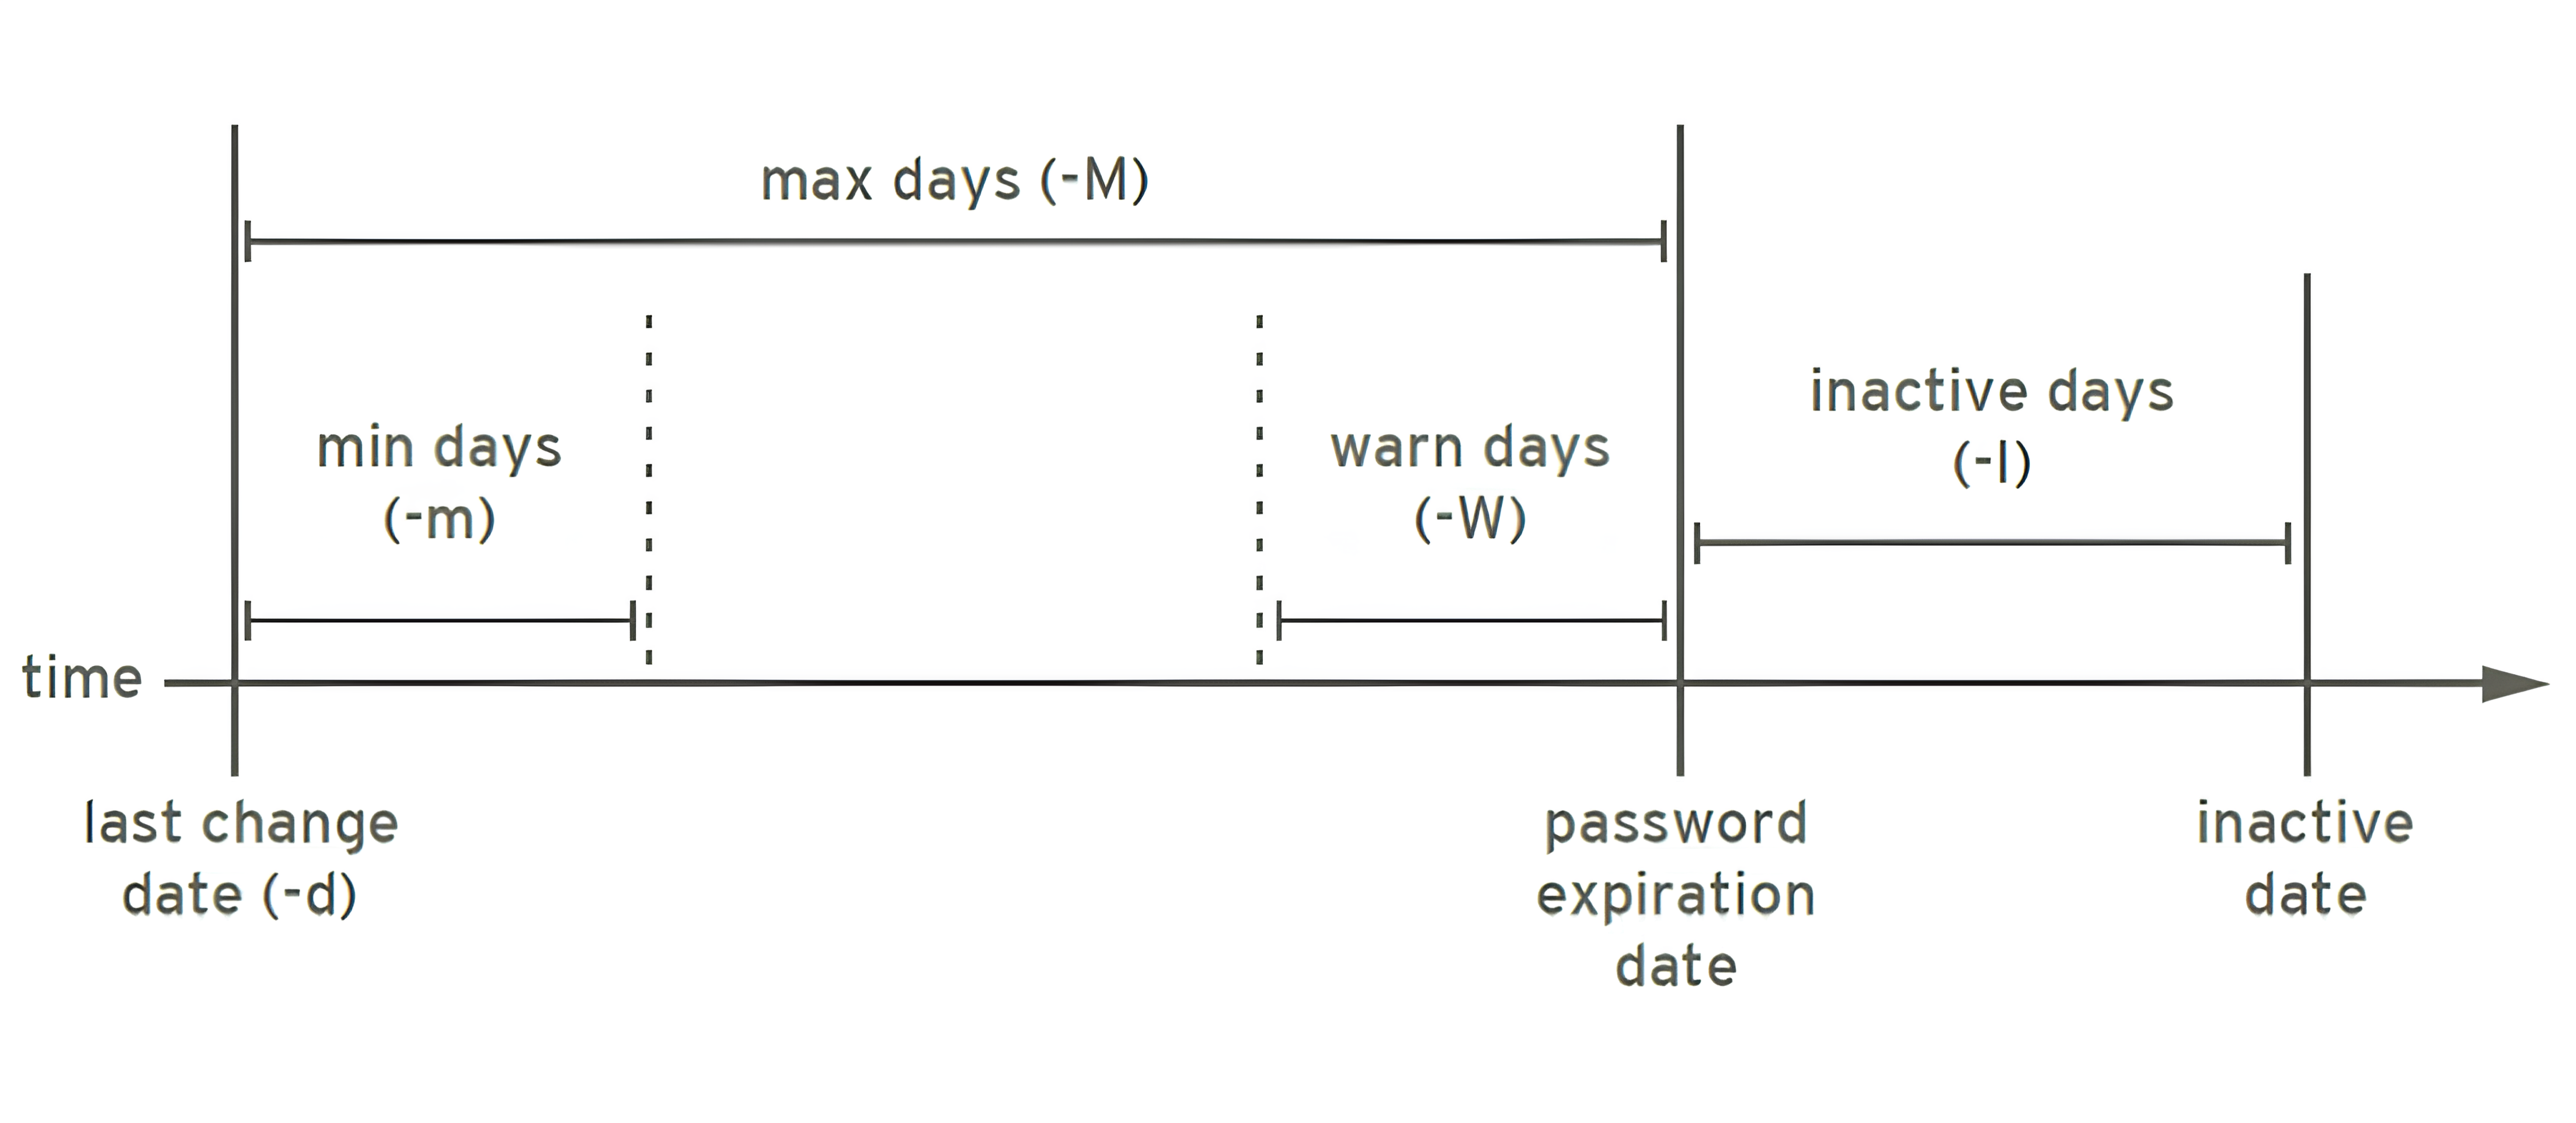 max days (-M)
min days
(-m)
warn days
(-W)
inactive days
(-I)
time
last change
date (-d)
password
expiration
date
inactive
date